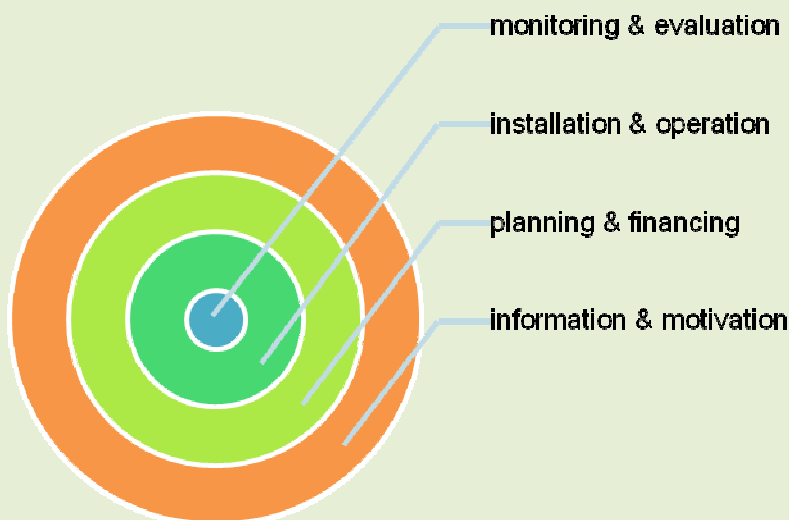 monitoring & evaluation
installation & operation
planning & financing
information & motivation